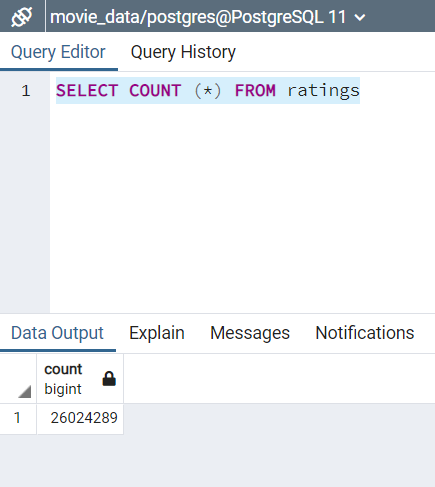 movie_data/postgres@PostgreSQL 11
Query Editor Query History
1 SELECT COUNT (*) FROM ratings
Data Output Explain Messages Notifications
count
bigint
1 26024289